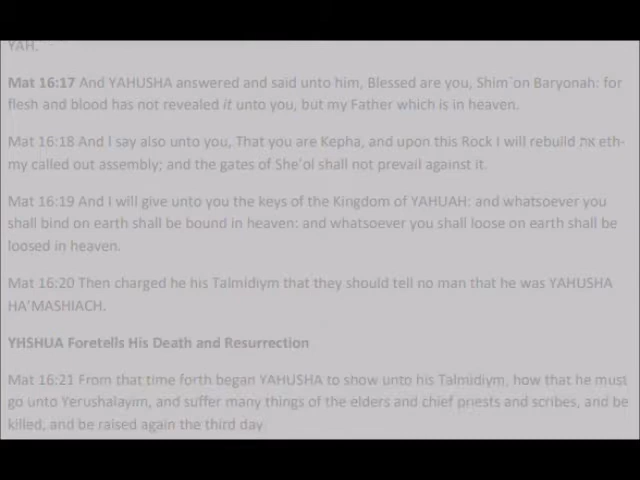 YAH.
Mat 16:17 And YAHUSHA answered and said unto him, Blessed are you, Shim`on Baryonah: for
flesh and blood has not revealed it unto you, but my Father which is in heaven.
Mat 16:18 And I say also unto you, That you are Kepha, and upon this Rock I will rebuild את eth-
my called out assembly; and the gates of She'ol shall not prevail against it.
Mat 16:19 And I will give unto you the keys of the Kingdom of YAHUAH: and whatsoever you
shall bind on earth shall be bound in heaven: and whatsoever you shall loose on earth shall be
loosed in heaven.
Mat 16:20 Then charged he his Talmidiym that they should tell no man that he was YAHUSHA
HA'MASHIACH.
YHSHUA Foretells His Death and Resurrection
Mat 16:21 From that time forth began YAHUSHA to show unto his Talmidiym, how that he must
go unto Yerushalayim, and suffer many things of the elders and chief priests and scribes, and be
killed, and be raised again the third day